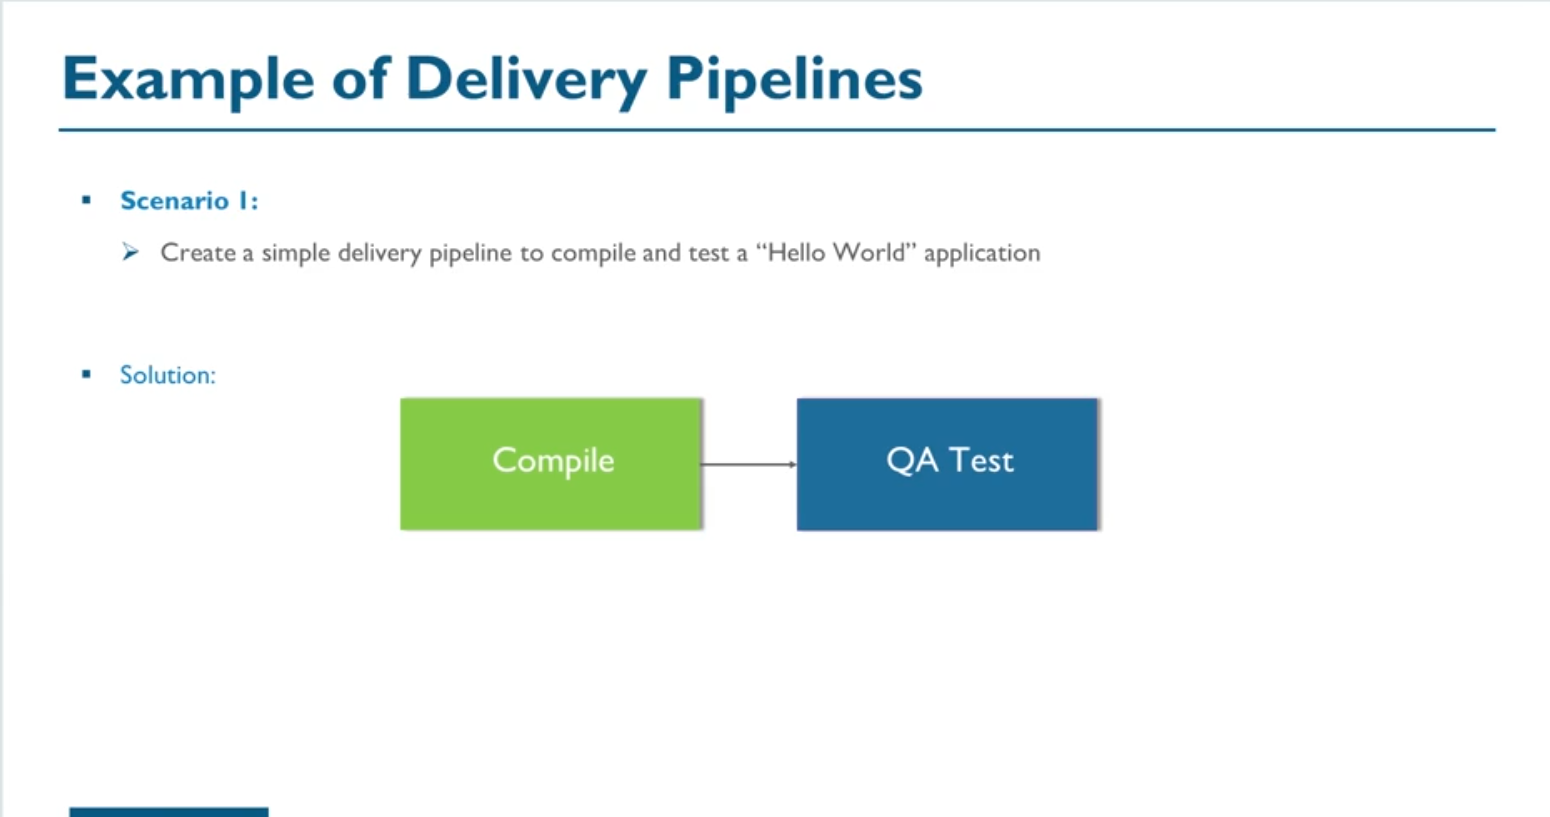 Example of Delivery Pipelines
Scenario 1:
Create a simple delivery pipeline to compile and test a “Hello World” application
Solution:
Compile
QA Test